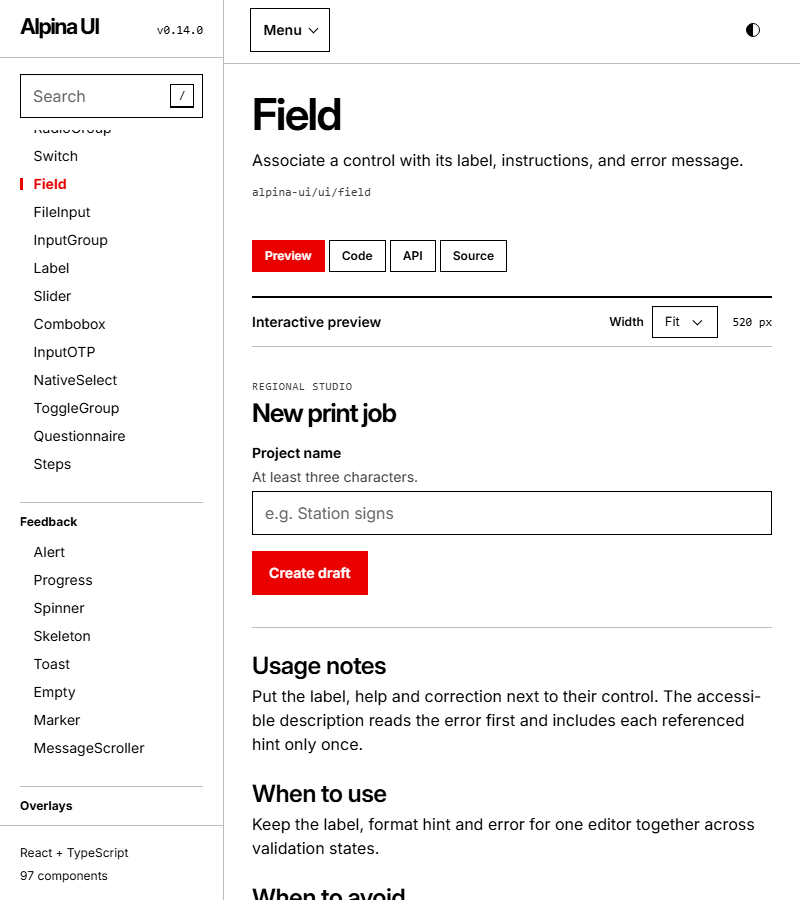 Alpina UI
v0.14.0
Search
/
RadioGroup
Switch
Field
FileInput
InputGroup
Label
Slider
Combobox
InputOTP
NativeSelect
ToggleGroup
Questionnaire
Steps
Feedback
Alert
Progress
Spinner
Skeleton
Toast
Empty
Marker
MessageScroller
Overlays
React + TypeScript
97 components
Menu
Field
Associate a control with its label, instructions, and error message.
alpina-ui/ui/field
Preview
Code
API
Source
Interactive preview
Width
Fit
520 px
REGIONAL STUDIO
New print job
Project name
At least three characters.
e.g. Station signs
Create draft
Usage notes
Put the label, help and correction next to their control. The accessi-
ble description reads the error first and includes each referenced
hint only once.
When to use
Keep the label, format hint and error for one editor together across
validation states.
When to avoid